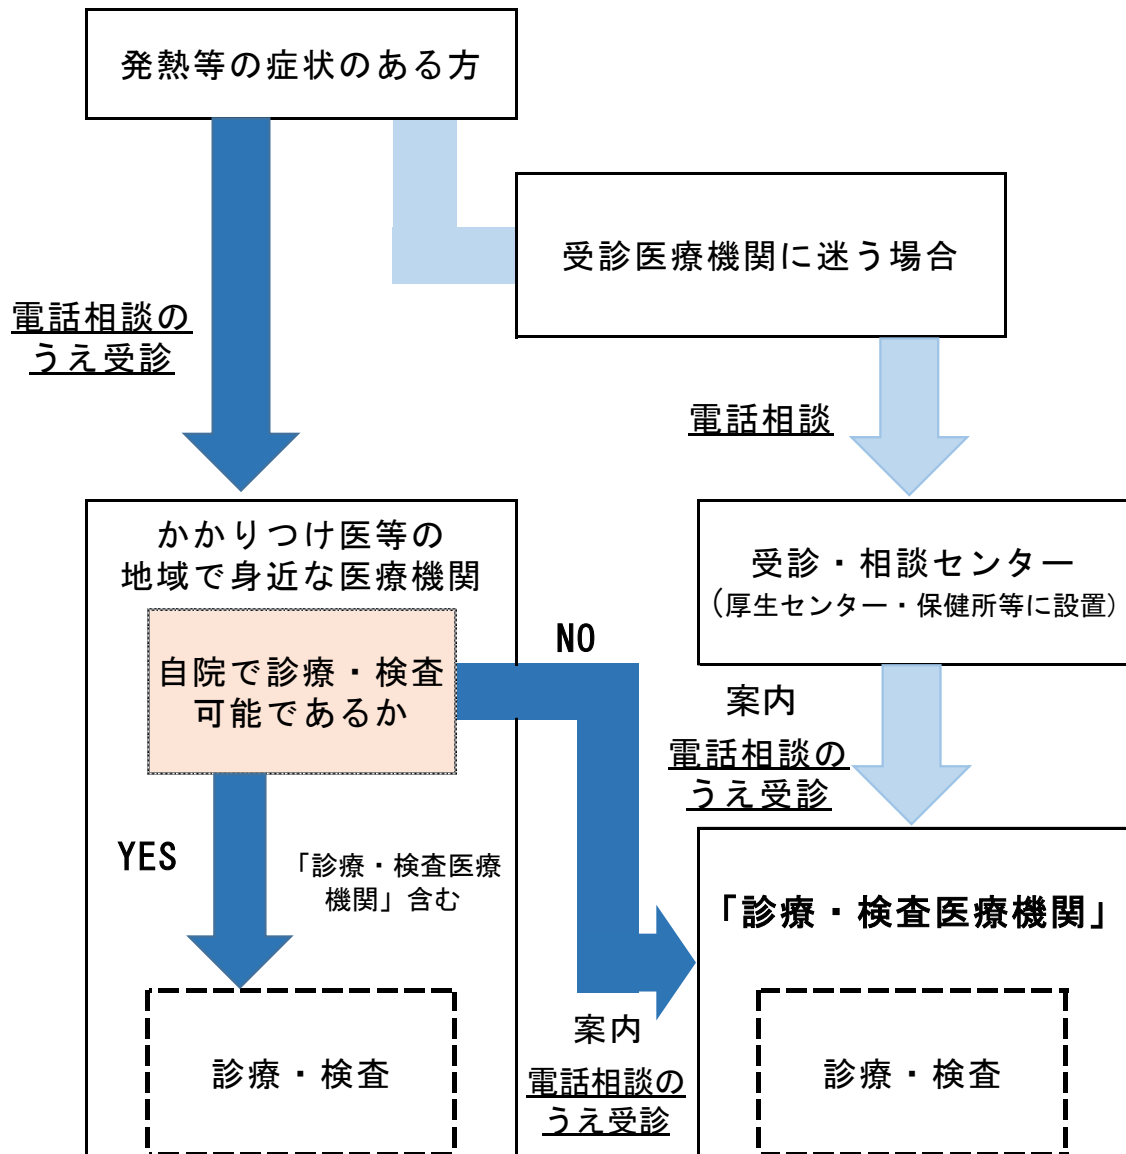 発熱等の症状のある方
受診医療機関に迷う場合
電話相談の
うえ受診
電話相談
かかりつけ医等の
地域で身近な医療機関
自院で診療・検査
可能であるか
NO
受診・相談センター
(厚生センター・保健所等に設置)
案内
電話相談の
うえ受診
YES
「診療・検査医療
機関」含む
「診療・検査医療機関」
診療・検査
案内
電話相談の
うえ受診
診療・検査